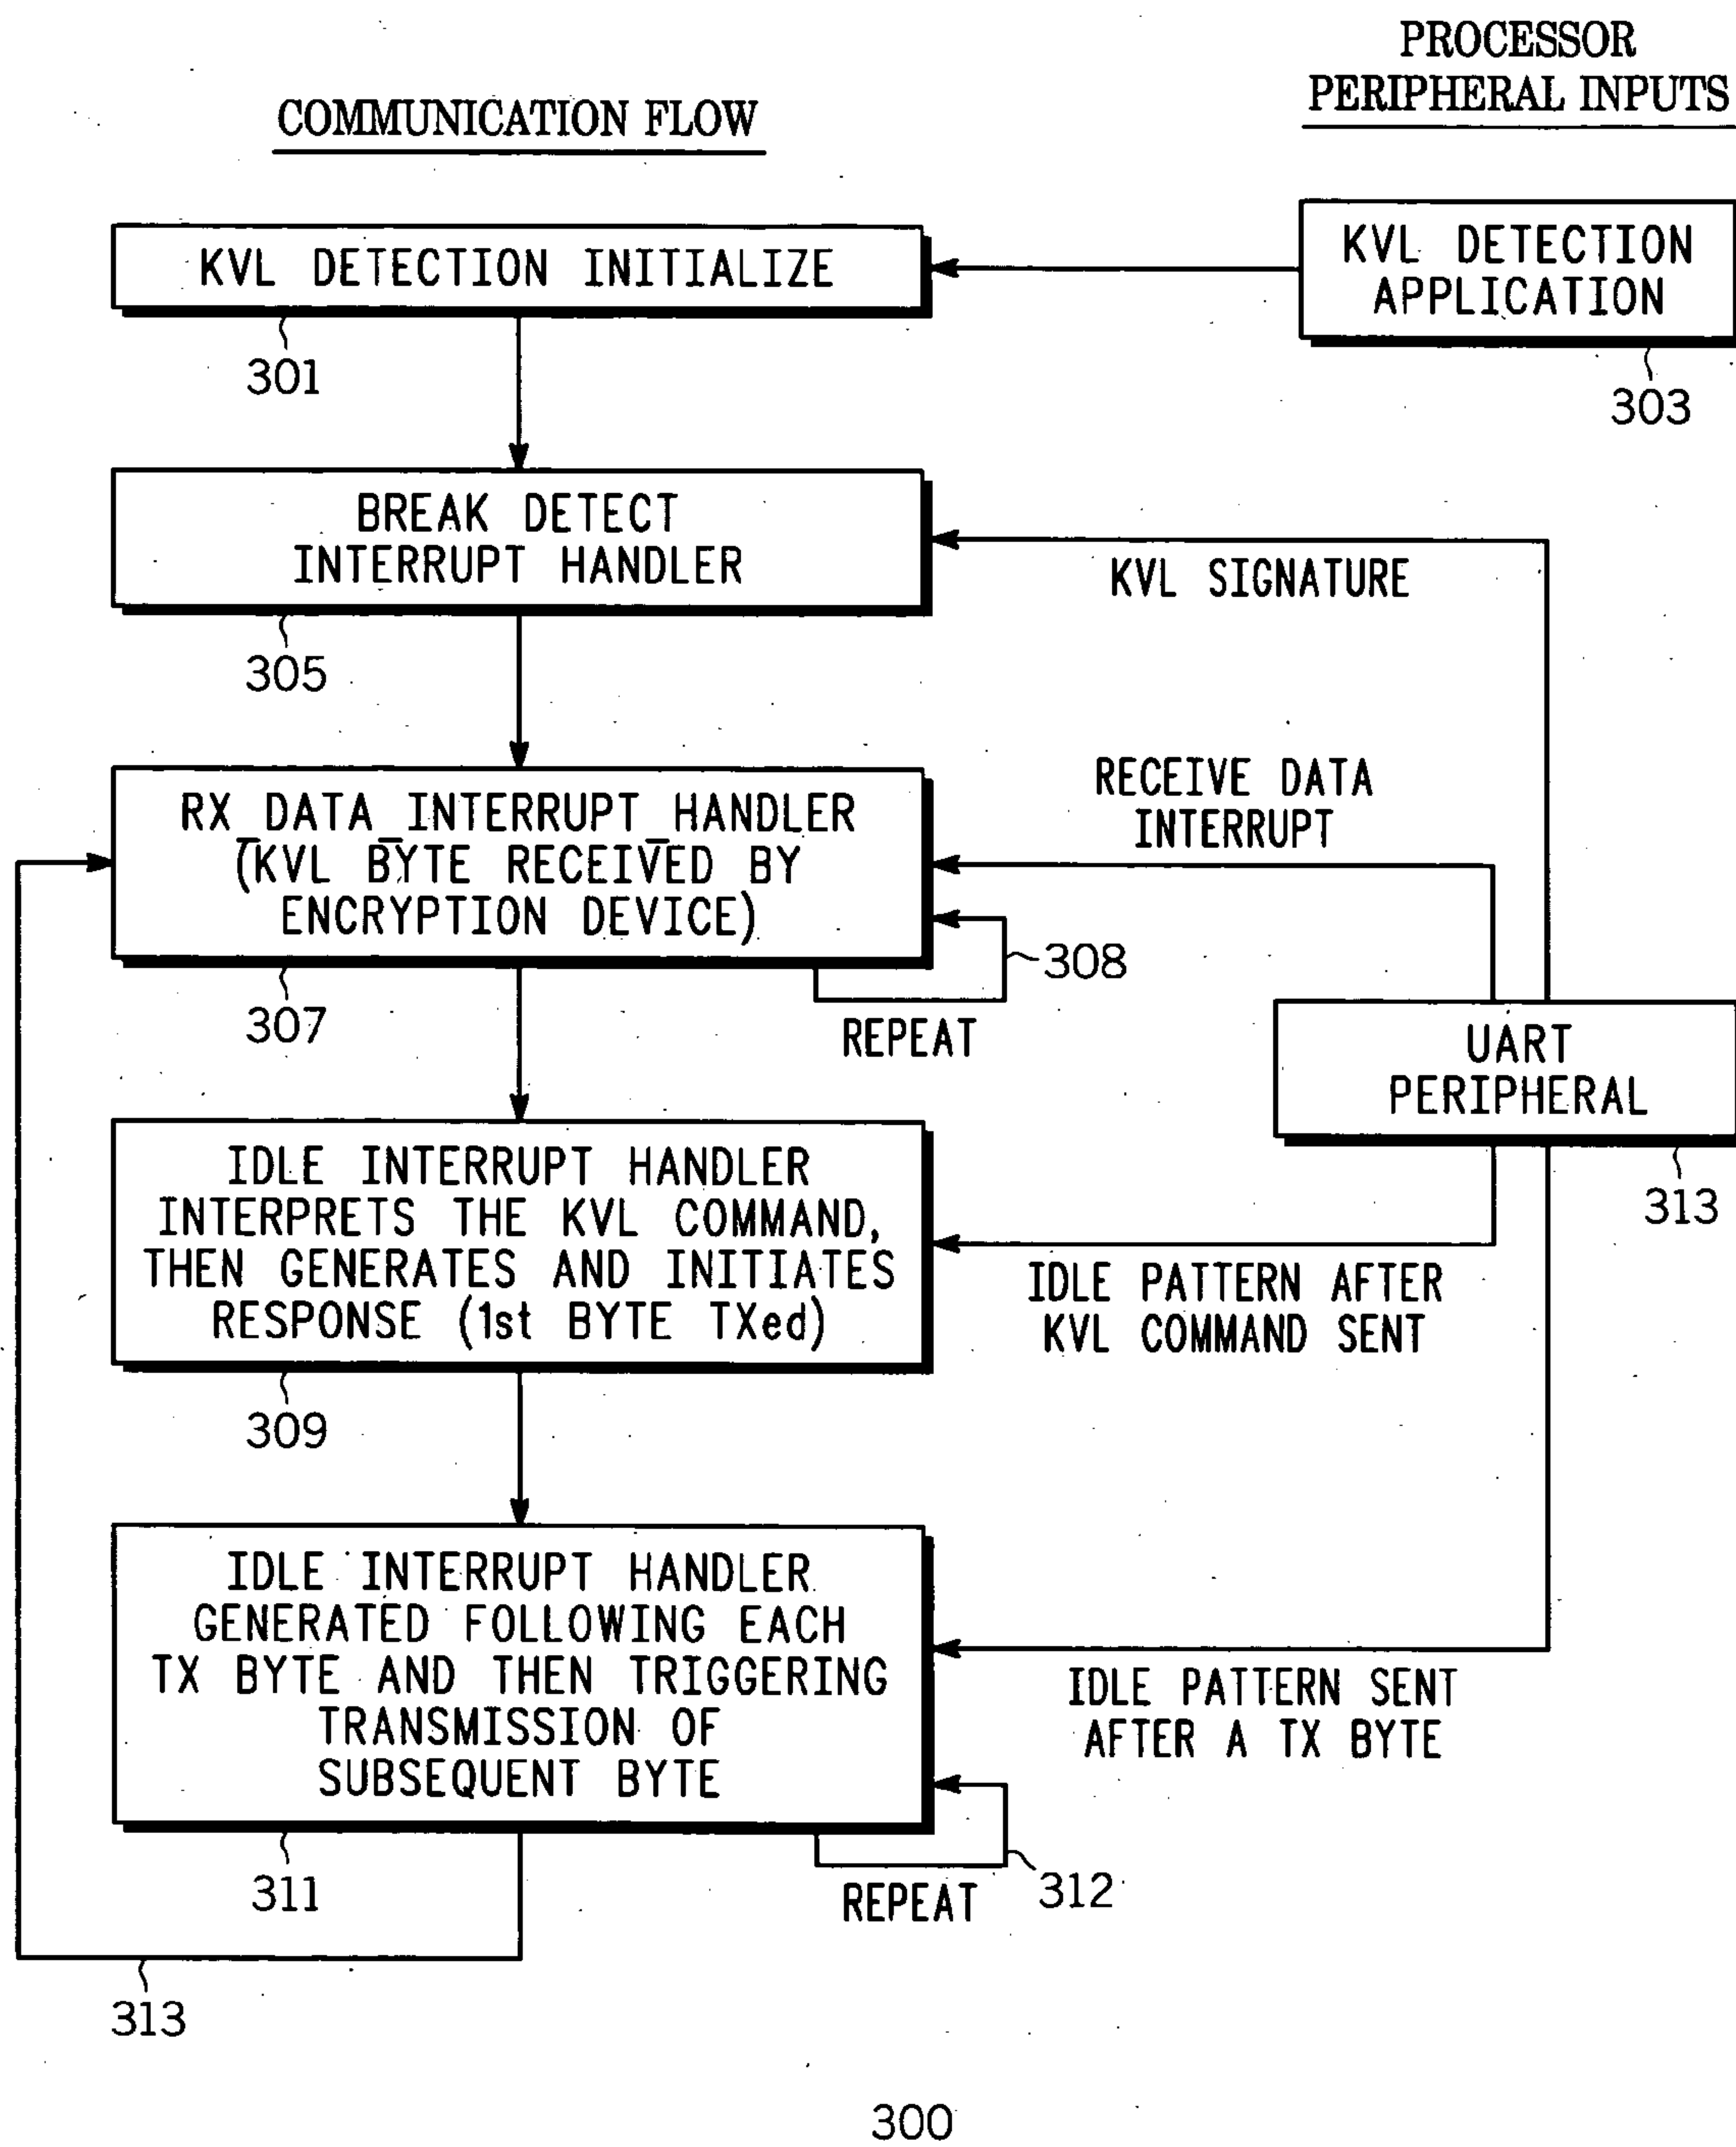 PROCESSOR
PERIPHERAL INPUTS
COMMUNICATION FLOW
KVL DETECTION INITIALIZE
301
KVL DETECTION
APPLICATION
303
BREAK DETECT
INTERRUPT HANDLER
305
KVL SIGNATURE
RX_DATA_INTERRUPT_HANDLER
(KVL BYTE RECEIVED BY
ENCRYPTION DEVICE)
307
RECEIVE DATA
INTERRUPT
308
REPEAT
UART
PERIPHERAL
313
IDLE INTERRUPT HANDLER
INTERPRETS THE KVL COMMAND,
THEN GENERATES AND INITIATES
RESPONSE (1st BYTE TXed)
309
IDLE PATTERN AFTER
KVL COMMAND SENT
IDLE INTERRUPT HANDLER
GENERATED FOLLOWING EACH
TX BYTE AND THEN TRIGGERING
TRANSMISSION OF
SUBSEQUENT BYTE
311
IDLE PATTERN SENT
AFTER A TX BYTE
312
REPEAT
313
300